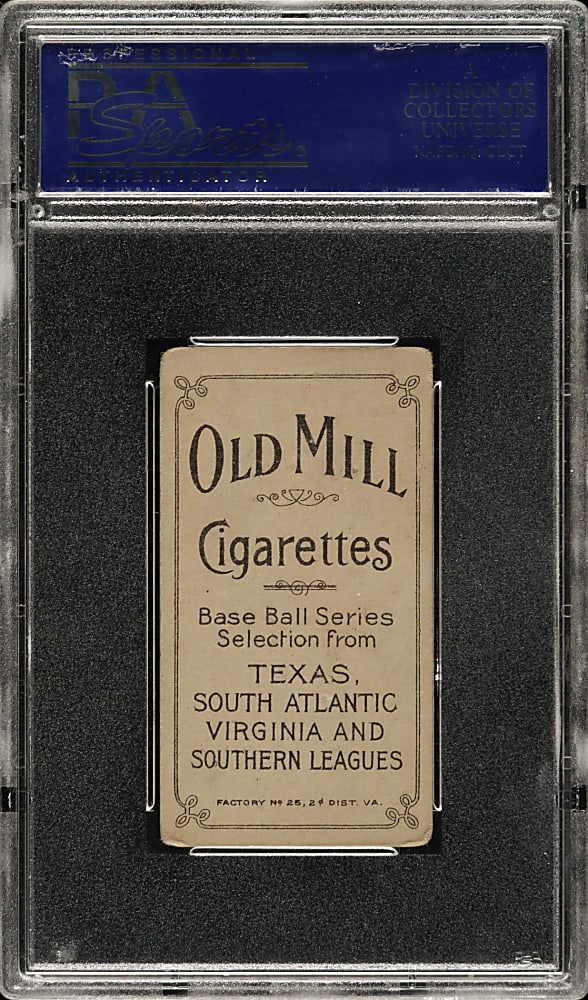 PROFESSIONAL
PSA
Sports
AUTHENTICATOR
A
DIVISION OF
COLLECTORS
UNIVERSE
NASDAQ: CLCT
OLD MILL
Cigarettes
Base Ball Series
Selection from
TEXAS,
SOUTH ATLANTIC
VIRGINIA AND
SOUTHERN LEAGUES
FACTORY Nº 25, 2ᵈ DIST. VA.